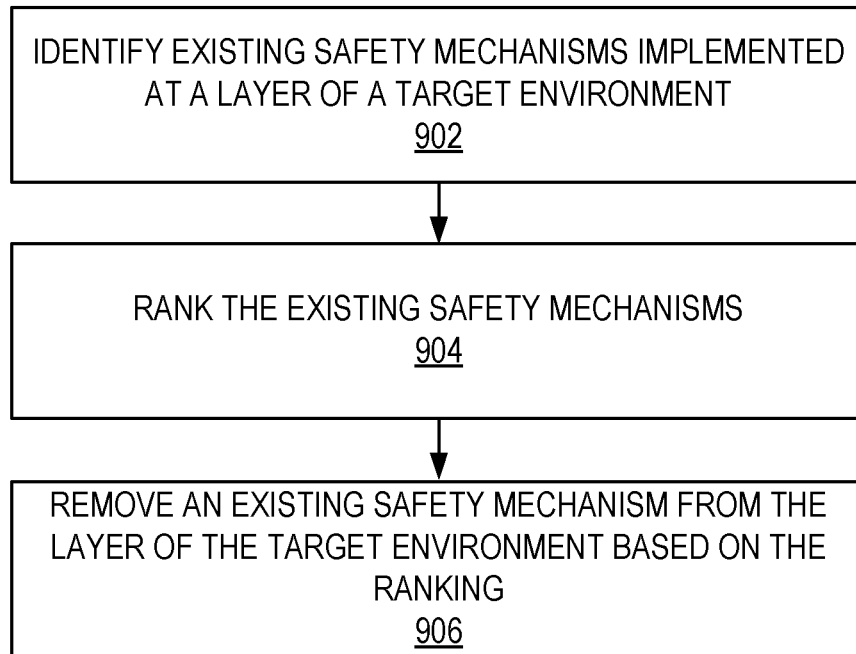 IDENTIFY EXISTING SAFETY MECHANISMS IMPLEMENTED
AT A LAYER OF A TARGET ENVIRONMENT
902
RANK THE EXISTING SAFETY MECHANISMS
904
REMOVE AN EXISTING SAFETY MECHANISM FROM THE
LAYER OF THE TARGET ENVIRONMENT BASED ON THE
RANKING
906